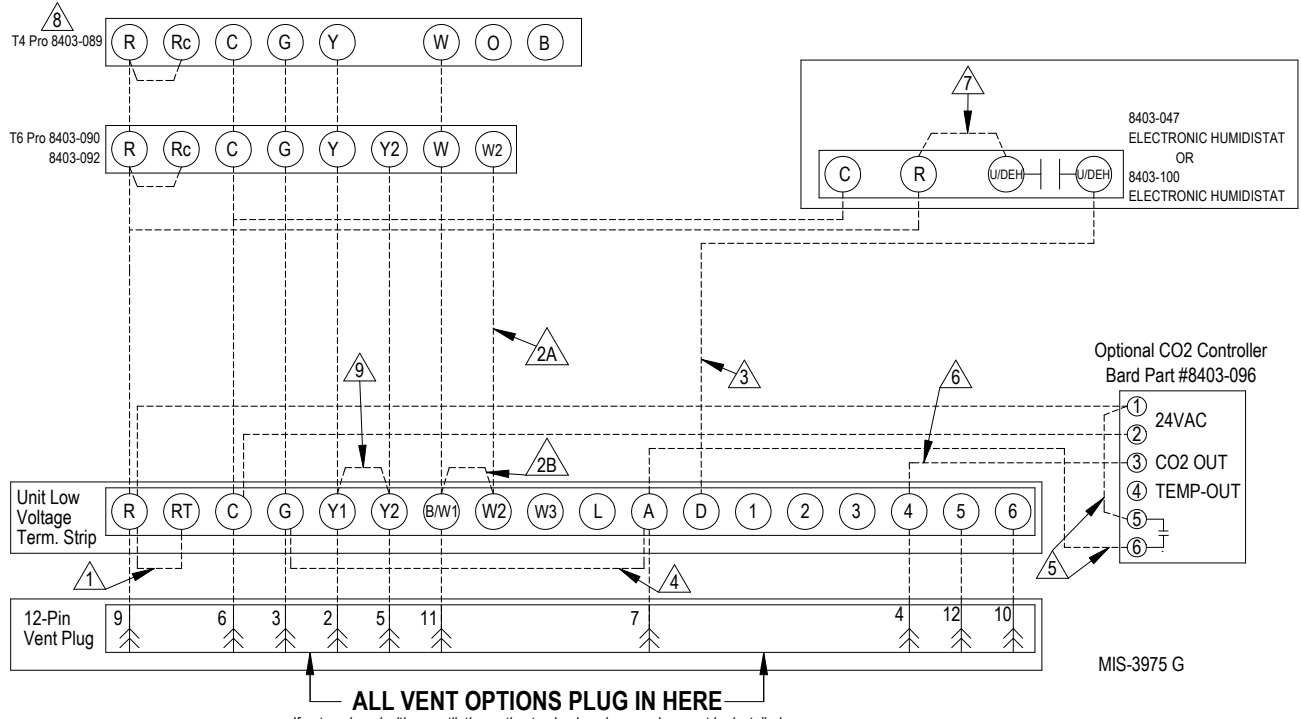 8
T4 Pro 8403-089
R Rc C G Y W O B
T6 Pro 8403-090
8403-092
R Rc C G Y Y2 W W2
7
C R U/DEH U/DEH
8403-047
ELECTRONIC HUMIDISTAT
OR
8403-100
ELECTRONIC HUMIDISTAT
2A
9
3
6
2B
Optional CO2 Controller
Bard Part #8403-096
1
24VAC
2
3 CO2 OUT
4 TEMP-OUT
5
6
5
Unit Low
Voltage
Term. Strip
R RT C G Y1 Y2 B/W1 W2 W3 L A D 1 2 3 4 5 6
1
4
12-Pin
Vent Plug
9 6 3 2 5 11 7 4 12 10
MIS-3975 G
ALL VENT OPTIONS PLUG IN HERE